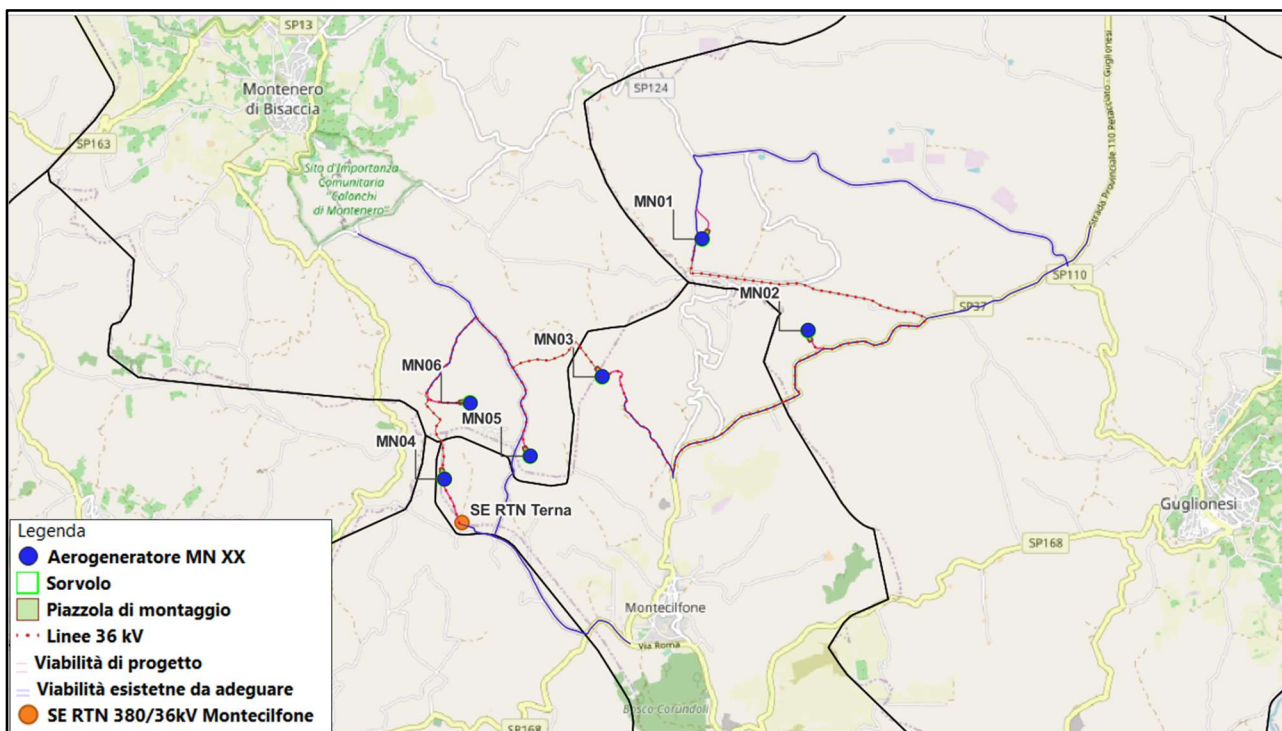 SP13
SP124
Montenero
di Bisaccia
SP163
Sito d'Importanza
Comunitaria
"Calanchi
di Montenero"
Strada Provinciale 110 Petacciato - Guglionesi
MN01
SP110
MN02
SP37
MN03
MN06
MN05
MN04
SE RTN Terna
Guglionesi
SP168
Montecilfone
Via Roma
Bosco Corundoli
SP168
Legenda
Aerogeneratore MN XX
Sorvolo
Piazzola di montaggio
Linee 36 kV
Viabilità di progetto
Viabilità esistetne da adeguare
SE RTN 380/36kV Montecilfone